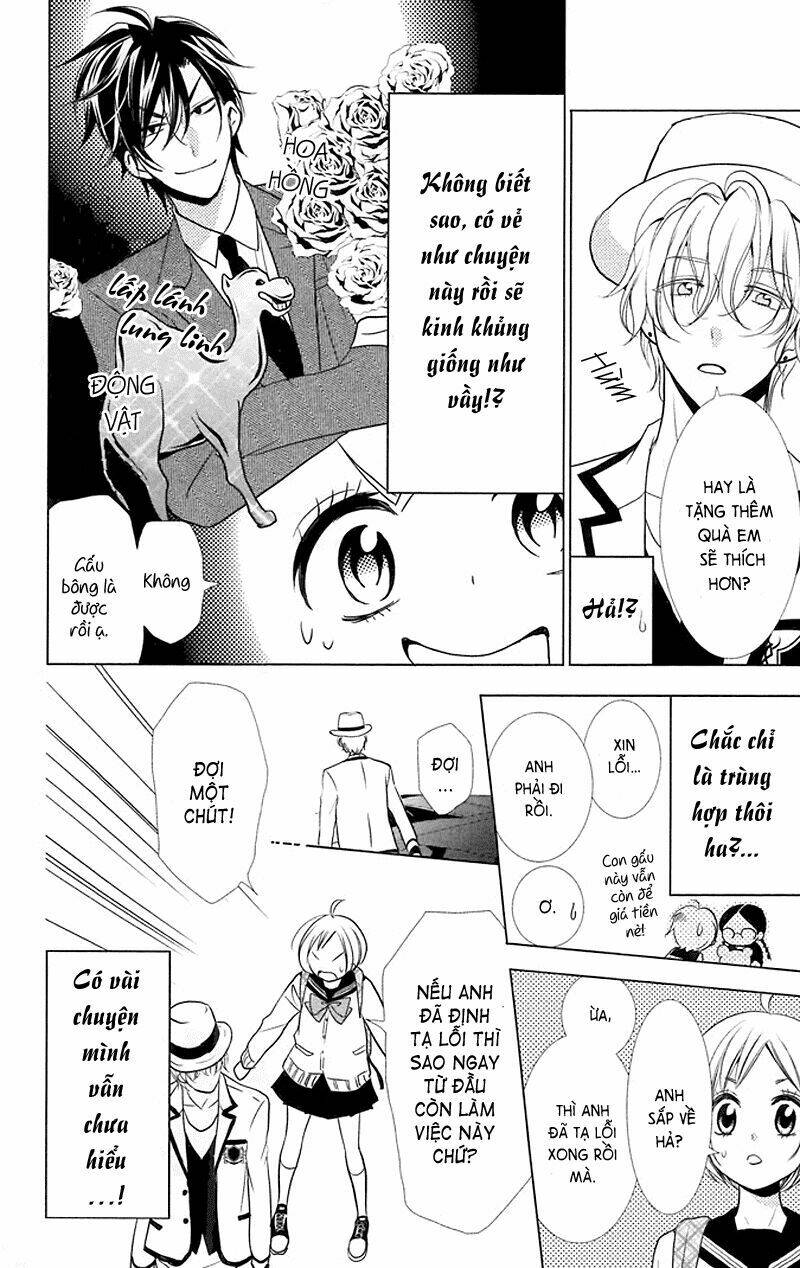 Hừm
HAY LÀ
TẶNG THÊM
QUÀ EM
SẼ THÍCH
HƠN?
Hả!?
Không biết
sao, có vẻ
như chuyện
này rồi sẽ
kinh khủng
giống như
vầy!?
HOA
HỒNG
lấp lánh
lung linh
ĐỘNG
VẬT
Không
Gấu
bông là
được
rồi ạ.
Chắc chỉ
là trùng
hợp thôi
ha?...
XIN
LỖI...
ANH
PHẢI ĐI
RỒI.
Con gấu
này vẫn
còn để
giá tiền
nè!
Ơ.
ĐỢI
...
ĐỢI
MỘT
CHÚT!
ANH
SẮP VỀ
HẢ?
ỪA,
THÌ ANH
ĐÃ TẠ LỖI
XONG RỒI
MÀ.
NẾU ANH
ĐÃ ĐỊNH
TẠ LỖI THÌ
SAO NGAY
TỪ ĐẦU
CÒN LÀM
VIỆC NÀY
CHỨ?
Có vài
chuyện
mình
vẫn
chưa
hiểu
...!